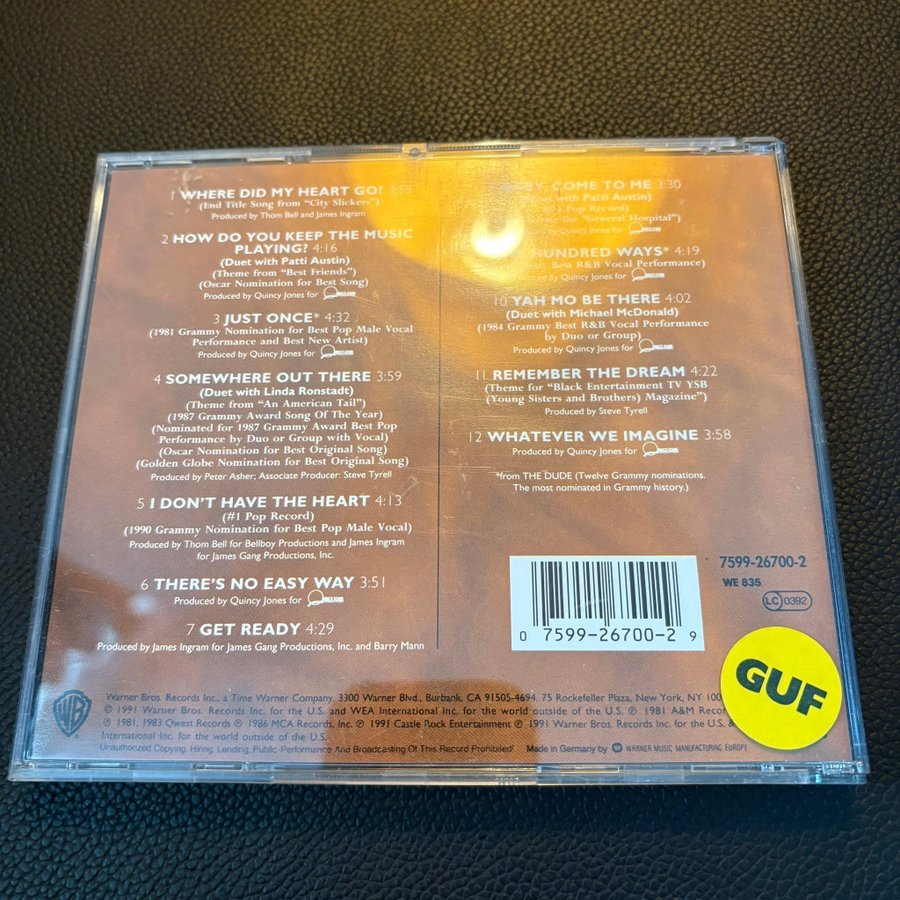 1 WHERE DID MY HEART GO? 3:59
(End Title Song from "City Slickers")
Produced by Thom Bell and James Ingram
2 HOW DO YOU KEEP THE MUSIC
PLAYING? 4:16
(Duet with Patti Austin)
(Theme from "Best Friends")
(Oscar Nomination for Best Song)
Produced by Quincy Jones for
3 JUST ONCE* 4:32
(1981 Grammy Nomination for Best Pop Male Vocal
Performance and Best New Artist)
Produced by Quincy Jones for
4 SOMEWHERE OUT THERE 3:59
(Duet with Linda Ronstadt)
(Theme from "An American Tail")
(1987 Grammy Award Song Of The Year)
(Nominated for 1987 Grammy Award Best Pop
Performance by Duo or Group with Vocal)
(Oscar Nomination for Best Original Song)
(Golden Globe Nomination for Best Original Song)
Produced by Peter Asher; Associate Producer: Steve Tyrell
5 I DON'T HAVE THE HEART 4:13
(#1 Pop Record)
(1990 Grammy Nomination for Best Pop Male Vocal)
Produced by Thom Bell for Bellboy Productions and James Ingram
for James Gang Productions, Inc.
6 THERE'S NO EASY WAY 3:51
Produced by Quincy Jones for
7 GET READY 4:29
Produced by James Ingram for James Gang Productions, Inc. and Barry Mann
COME TO ME 3:30
with Patti Austin)
Pop Record)
for "General Hospital")
by Quincy Jones for
HUNDRED WAYS* 4:19
Best R&B Vocal Performance)
by Quincy Jones for
10 YAH MO BE THERE 4:02
(Duet with Michael McDonald)
(1984 Grammy Best R&B Vocal Performance
by Duo or Group)
Produced by Quincy Jones for
11 REMEMBER THE DREAM 4:22
(Theme for "Black Entertainment TV YSB
(Young Sisters and Brothers) Magazine")
Produced by Steve Tyrell
12 WHATEVER WE IMAGINE 3:58
Produced by Quincy Jones for
*from THE DUDE (Twelve Grammy nominations.
The most nominated in Grammy history.)
7599-26700-2
WE 835
LC 0392
0 7599-26700-2 9
GUF
Warner Bros. Records Inc., a Time Warner Company, 3300 Warner Blvd., Burbank, CA 91505-4694. 75 Rockefeller Plaza, New York, NY
© 1991 Warner Bros. Records Inc. for the U.S. and WEA International Inc. for the world outside of the U.S. ℗ 1981 A&M
℗ 1981, 1983 Qwest Records ℗ 1986 MCA Records, Inc. ℗ 1991 Castle Rock Entertainment ℗ 1991 Warner Bros. Records Inc. for the U.S. &
International Inc. for the world outside of the U.S.
Unauthorized Copying, Hiring, Lending, Public Performance And Broadcasting Of This Record Prohibited! Made in Germany by WARNER MUSIC MANUFACTURING EUROPE